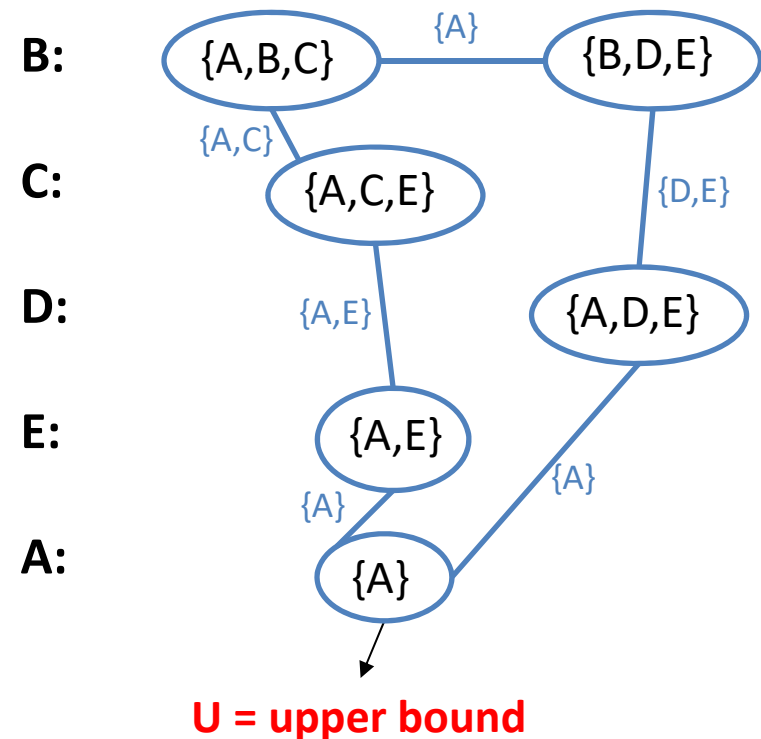 B:
{A,B,C}
{A}
{B,D,E}
{A,C}
C:
{A,C,E}
{D,E}
D:
{A,E}
{A,D,E}
E:
{A,E}
{A}
{A}
A:
{A}
U = upper bound